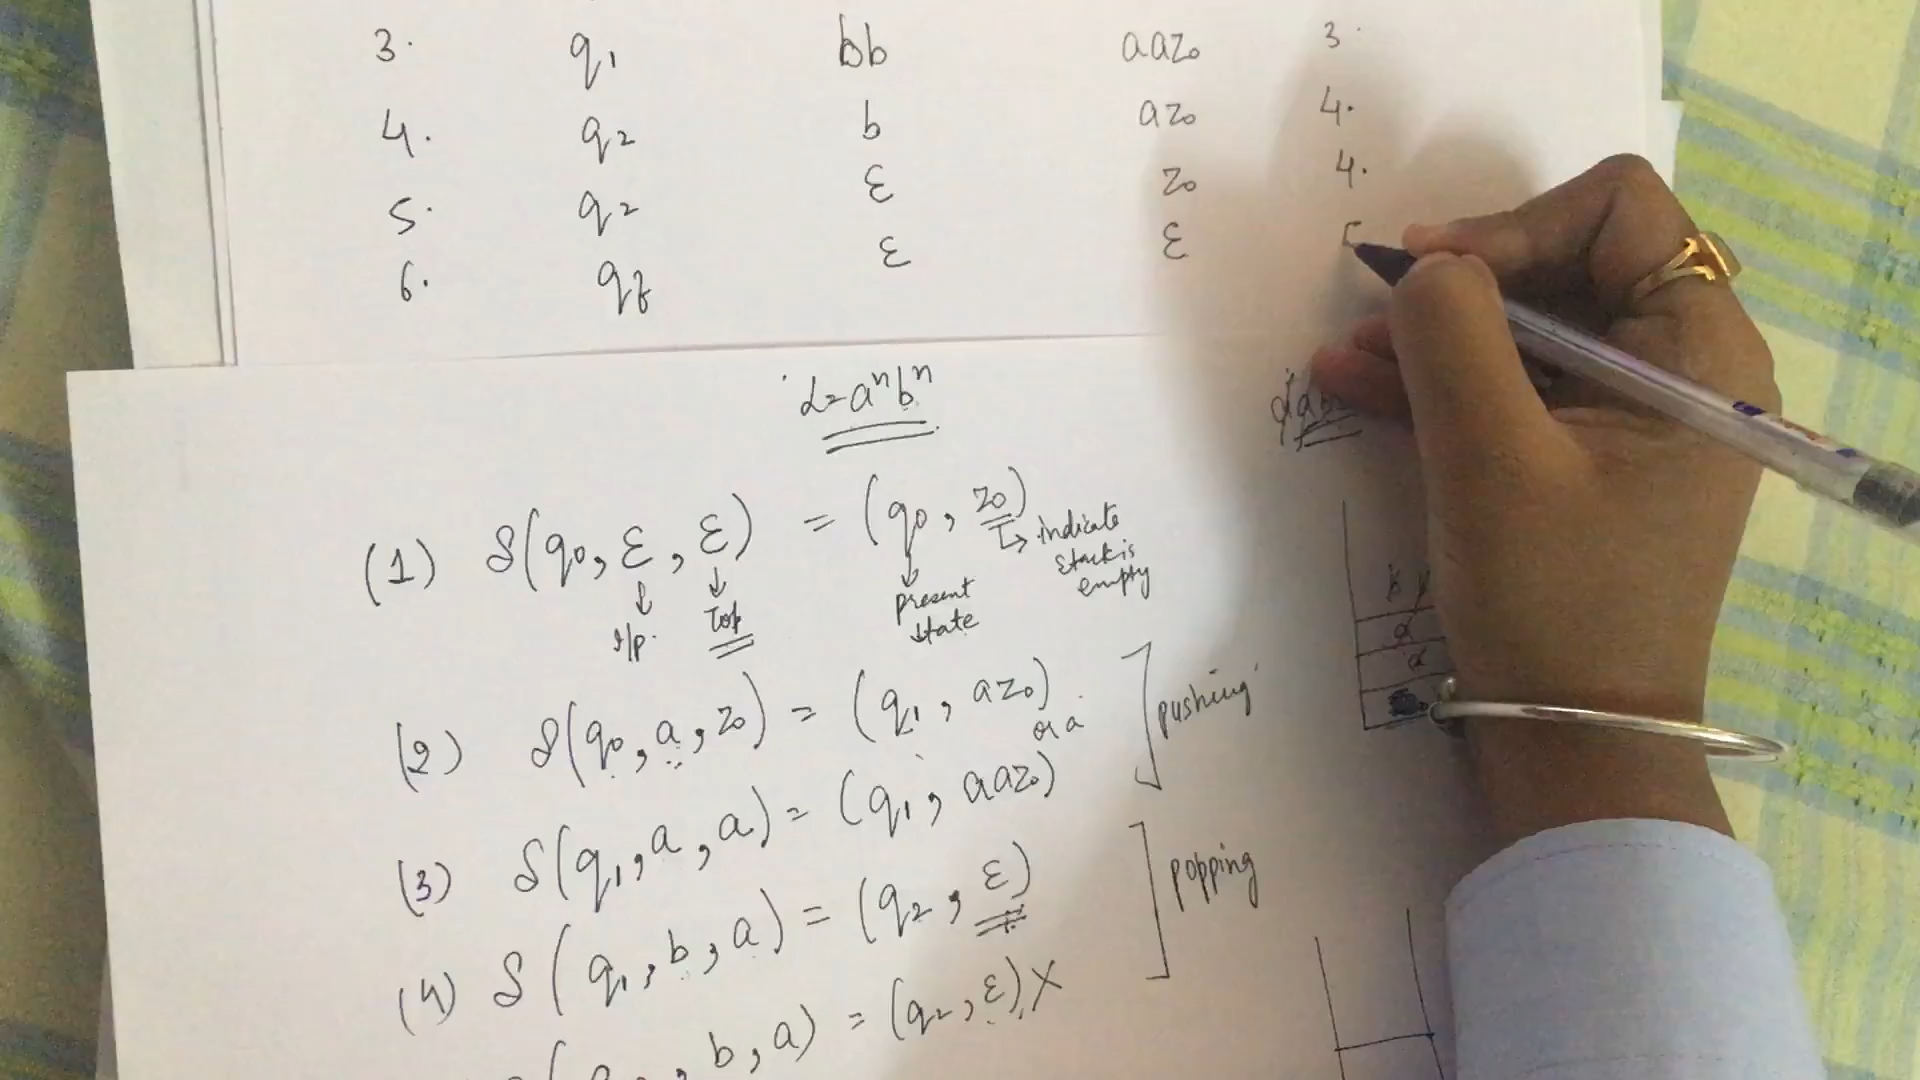 3. q₁ bb aaz₀ 3.
4. q₂ b az₀ 4.
5. q₂ ε z₀ 4.
6. qf ε ε
L=aⁿbⁿ
(1) δ(q₀, ε, ε) = (q₀, z₀)
↓ I/p.
↓ Top
↓ present state
↳ indicate stack is empty
(2) δ(q₀, a, z₀) = (q₁, az₀)
or a
(3) δ(q₁, a, a) = (q₁, aaz₀)
pushing
(4) δ(q₁, b, a) = (q₂, ε)
popping
b, a) = (q₂, ε) X